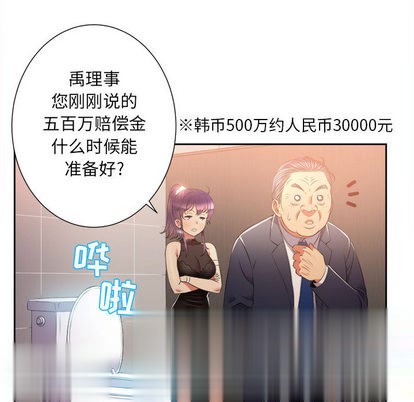 禹理事
您刚刚说的
五百万赔偿金
什么时候能
准备好?
※韩币500万约人民币30000元
哗
啦